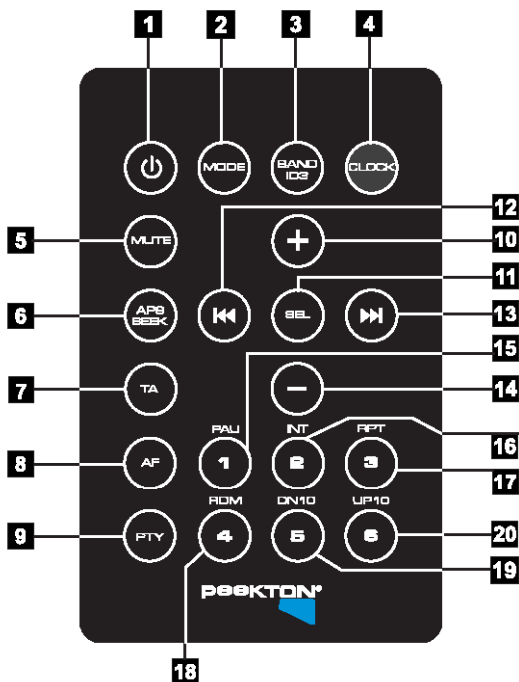 1 2 3 4
MODE BAND ID3 CLOCK
12
5 MUTE + 10
11
6 APS SEEK SEL 13
15
7 TA − 14
PAU INT RPT 16
8 AF 1 2 3
17
RDM DN10 UP10
9 PTY 4 5 6 20
19
PEEKTON®
18